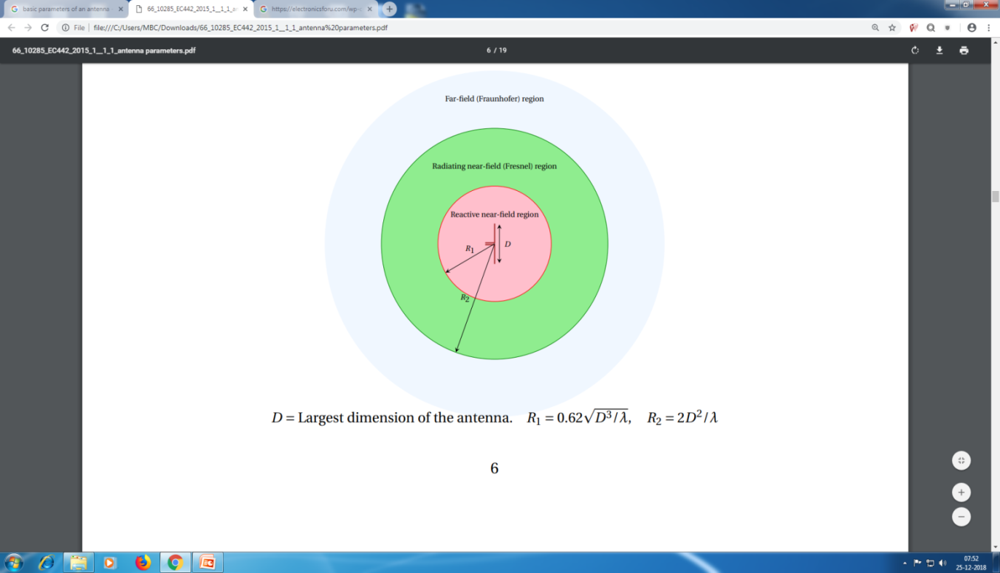 basic parameters of an antenna
66_10285_EC442_2015_1__1_1_a
https://electronicsforu.com/wp-c
File
file:///C:/Users/MBC/Downloads/66_10285_EC442_2015_1__1_1_antenna%20parameters.pdf
66_10285_EC442_2015_1__1_1_antenna parameters.pdf
6 / 19
Far-field (Fraunhofer) region
Radiating near-field (Fresnel) region
Reactive near-field region
D
R₁
R₂
D = Largest dimension of the antenna. R₁ = 0.62√D³/λ, R₂ = 2D²/λ
6
07:52
25-12-2018